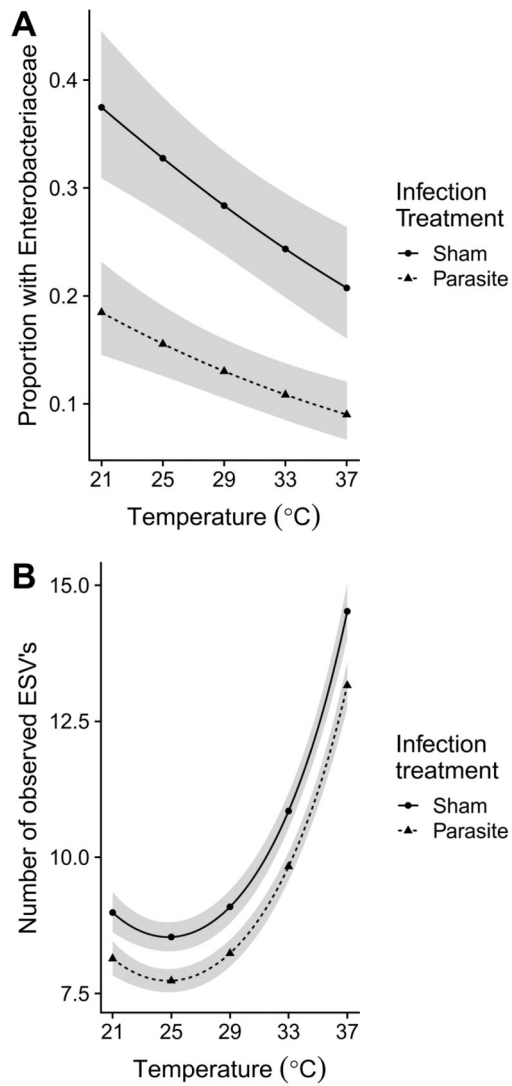 A
Proportion with Enterobacteriaceae
0.4
0.3
0.2
0.1
21 25 29 33 37
Temperature (°C)
Infection
Treatment
Sham
Parasite
B
Number of observed ESV's
15.0
12.5
10.0
7.5
21 25 29 33 37
Temperature (°C)
Infection
treatment
Sham
Parasite